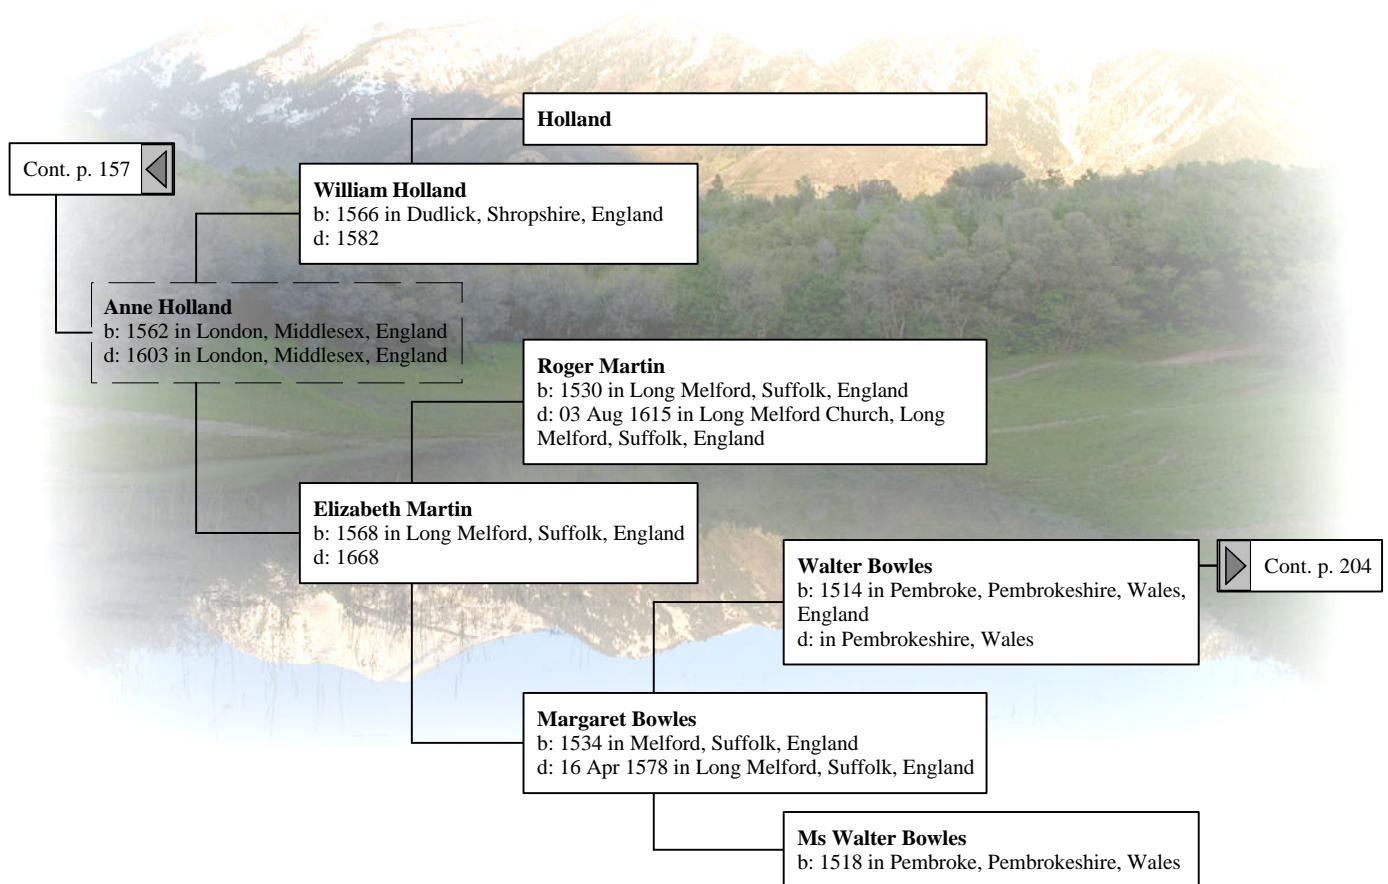 Holland
Cont. p. 157
William Holland
b: 1566 in Dudlick, Shropshire, England
d: 1582
Anne Holland
b: 1562 in London, Middlesex, England
d: 1603 in London, Middlesex, England
Roger Martin
b: 1530 in Long Melford, Suffolk, England
d: 03 Aug 1615 in Long Melford Church, Long
Melford, Suffolk, England
Elizabeth Martin
b: 1568 in Long Melford, Suffolk, England
d: 1668
Walter Bowles
b: 1514 in Pembroke, Pembrokeshire, Wales,
England
d: in Pembrokeshire, Wales
Cont. p. 204
Margaret Bowles
b: 1534 in Melford, Suffolk, England
d: 16 Apr 1578 in Long Melford, Suffolk, England
Ms Walter Bowles
b: 1518 in Pembroke, Pembrokeshire, Wales